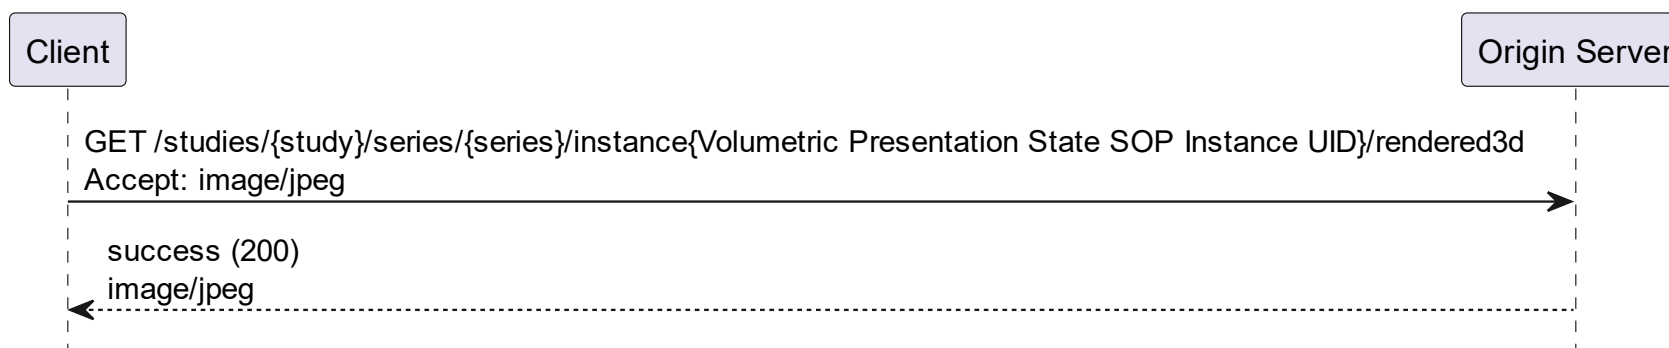 Client
Origin Server
GET /studies/{study}/series/{series}/instance{Volumetric Presentation State SOP Instance UID}/rendered3d
Accept: image/jpeg
success (200)
image/jpeg